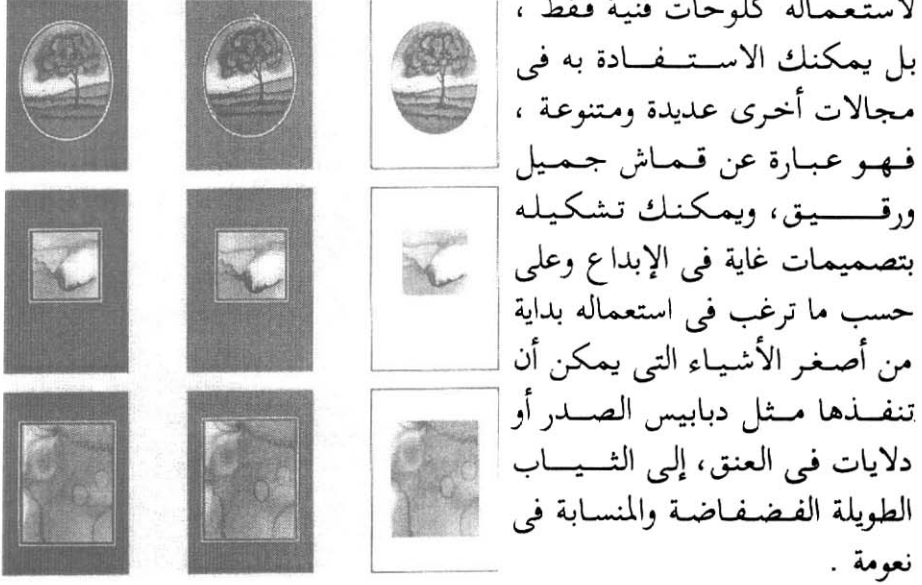 لاستعماله كلوحات فنية فقط ،
بل يمكنك الاستفادة به فى
مجالات أخرى عديدة ومتنوعة ،
فهو عبارة عن قماش جميل
ورقيق، ويمكنك تشكيله
بتصميمات غاية فى الإبداع وعلى
حسب ما ترغب فى استعماله بداية
من أصغر الأشياء التى يمكن أن
تنفذها مثل دبابيس الصدر أو
دلايات فى العنق، إلى الثياب
الطويلة الفضفاضة والمنسابة فى
نعومة .